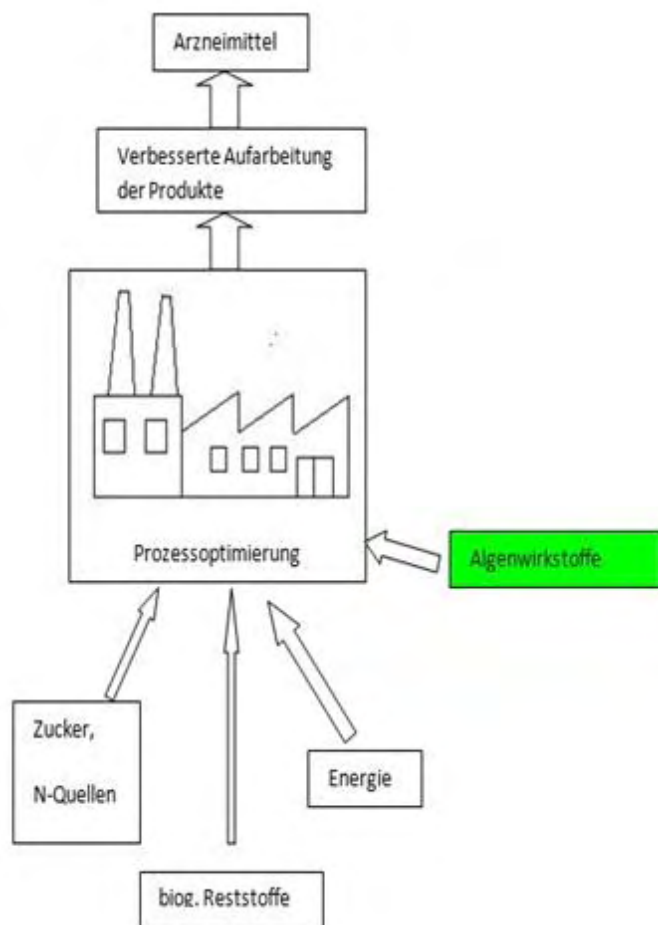 Arzneimittel
Verbesserte Aufarbeitung
der Produkte
Prozessoptimierung
Algenwirkstoffe
Zucker,
N-Quellen
Energie
biog. Reststoffe